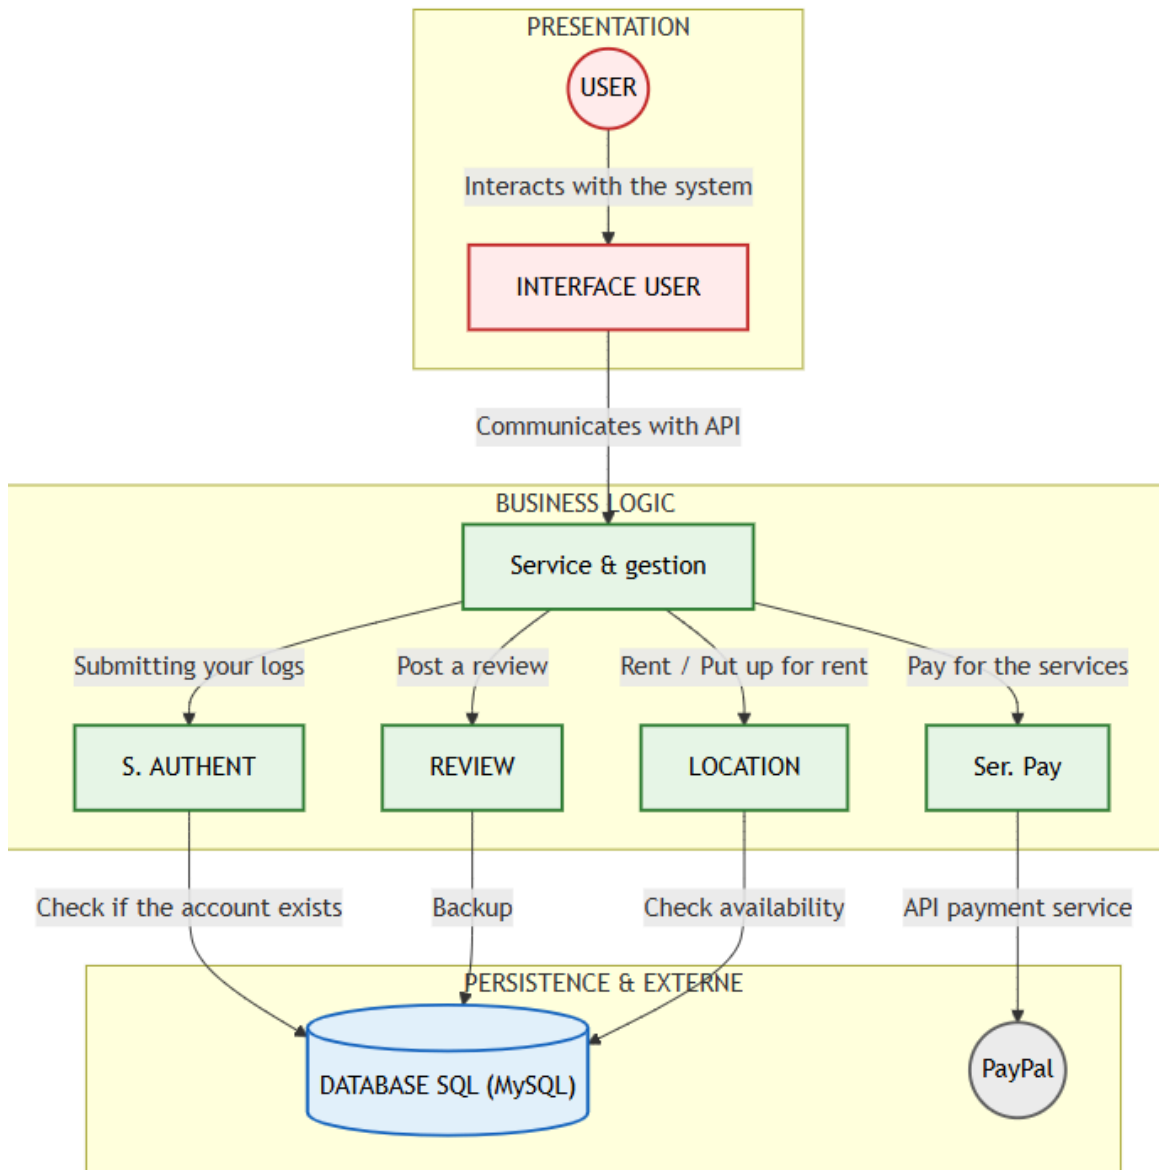 PRESENTATION
USER
Interacts with the system
INTERFACE USER
Communicates with API
BUSINESS LOGIC
Service & gestion
Submitting your logs
Post a review
Rent / Put up for rent
Pay for the services
S. AUTHENT
REVIEW
LOCATION
Ser. Pay
Check if the account exists
Backup
Check availability
API payment service
PERSISTENCE & EXTERNE
DATABASE SQL (MySQL)
PayPal